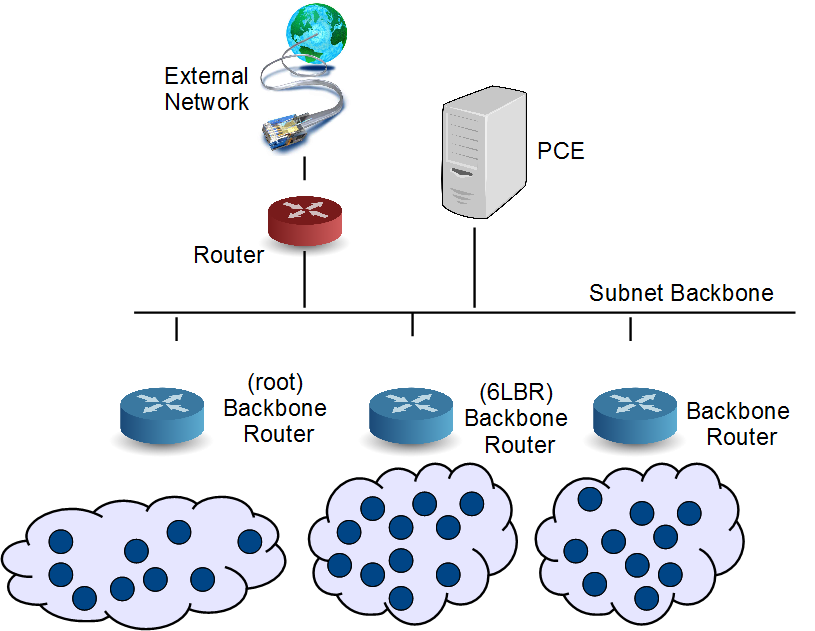 External
Network
PCE
Router
Subnet Backbone
(root)
Backbone
Router
(6LBR)
Backbone
Router
Backbone
Router